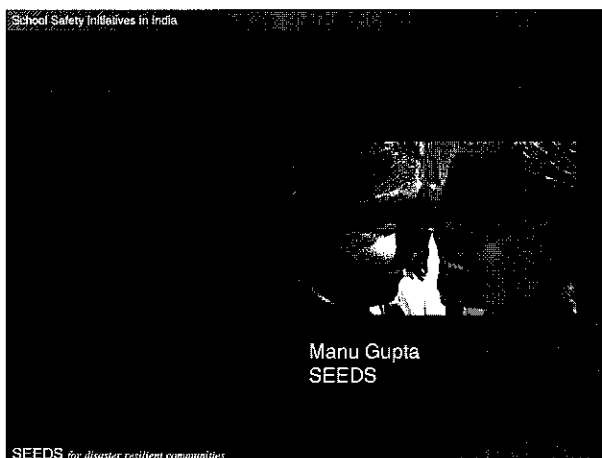 School Safety Initiatives in India
Manu Gupta
SEEDS
SEEDS for disaster resilient communities